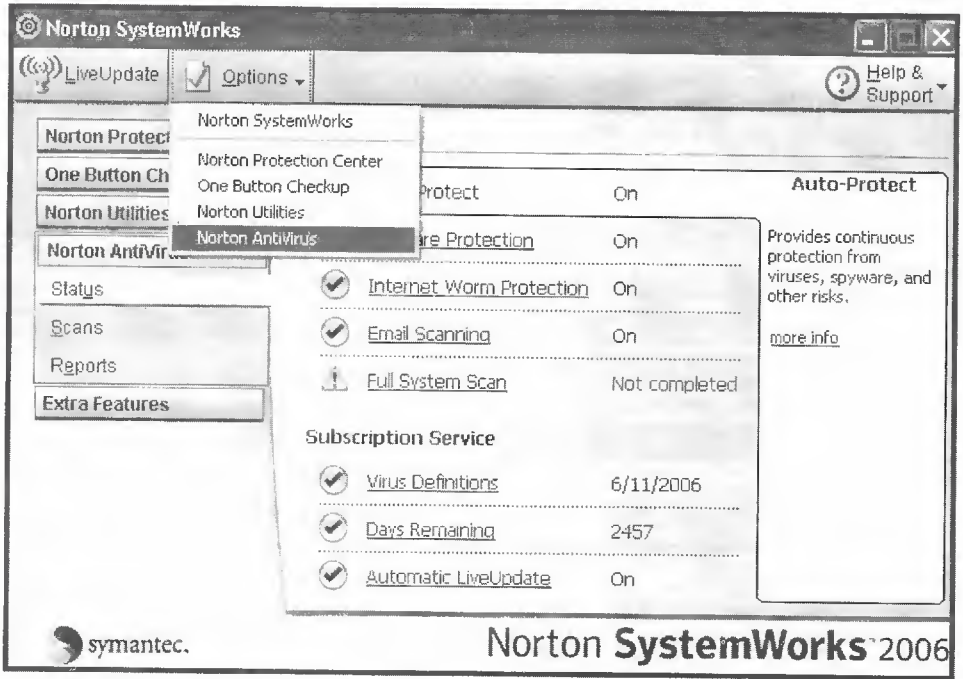 Norton SystemWorks
LiveUpdate
Options
Help &
Support
Norton SystemWorks
Norton Protection Center
One Button Checkup
Norton Utilities
Norton AntiVirus
Norton Protect
One Button Ch
Norton Utilities
Norton AntiVirus
Status
Scans
Reports
Extra Features
Protect On
are Protection On
Internet Worm Protection On
Email Scanning On
Full System Scan Not completed
Subscription Service
Virus Definitions 6/11/2006
Days Remaining 2457
Automatic LiveUpdate On
Auto-Protect
Provides continuous
protection from
viruses, spyware, and
other risks.
more info
symantec.
Norton SystemWorks 2006